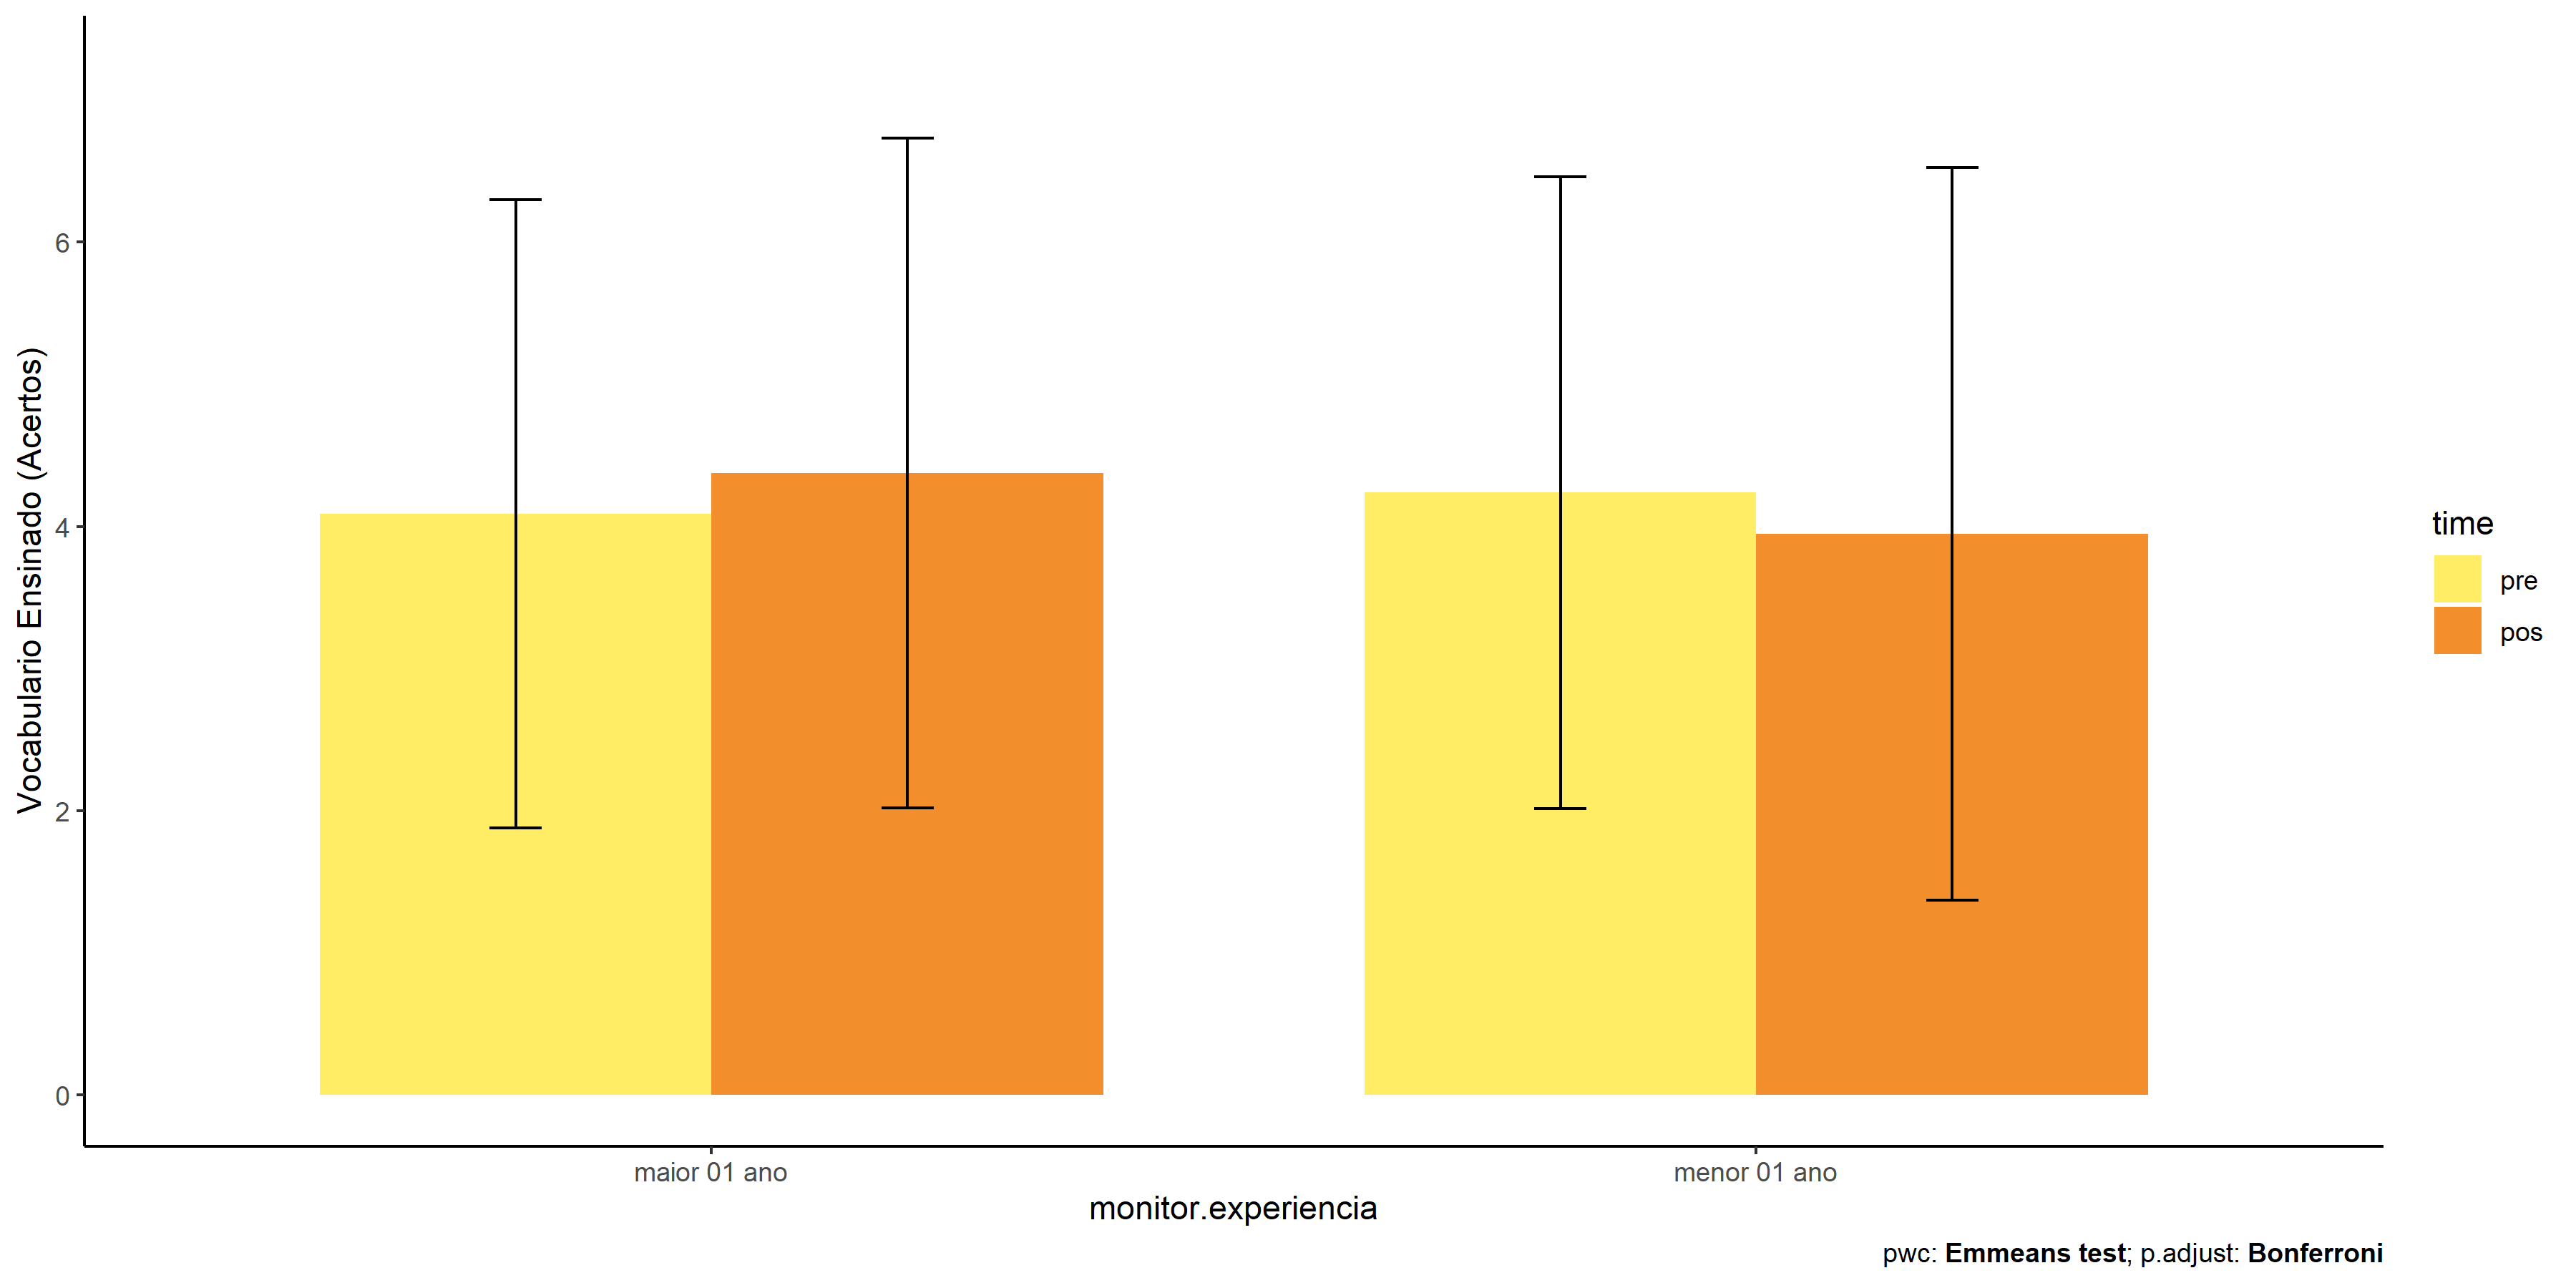 Vocabulario Ensinado (Acertos)
6
4
2
0
maior 01 ano
menor 01 ano
monitor.experiencia
time
pre
pos
pwc: Emmeans test; p.adjust: Bonferroni